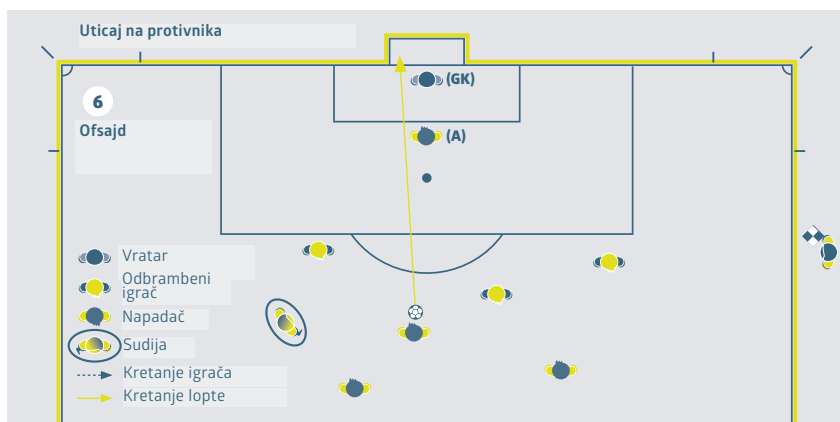 Uticaj na protivnika
(GK)
6
(A)
Ofsajd
Vratar
Odbrambeni
igrač
Napadač
Sudija
Kretanje igrača
Kretanje lopte